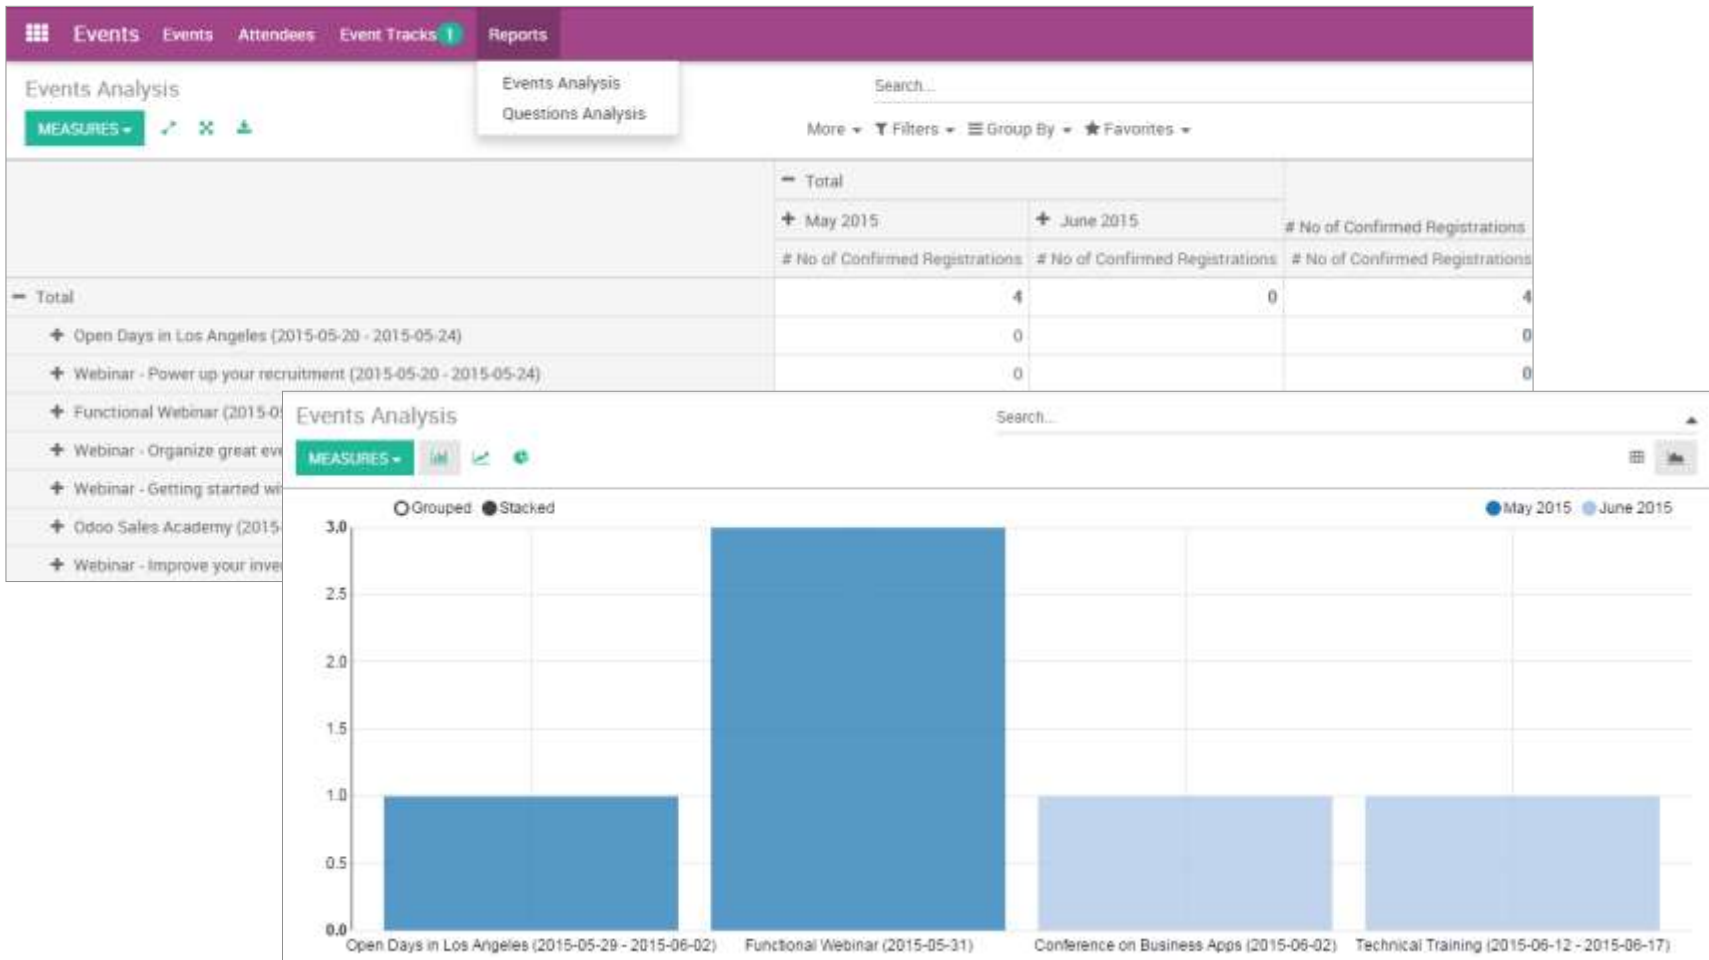 Events Events Attendees Event Tracks 1 Reports
Events Analysis
Questions Analysis
Events Analysis
Search...
MEASURES
More Filters Group By Favorites
Total
May 2015 June 2015 # No of Confirmed Registrations
# No of Confirmed Registrations # No of Confirmed Registrations # No of Confirmed Registrations
Total 4 0 4
Open Days in Los Angeles (2015-05-20 - 2015-05-24) 0 0
Webinar - Power up your recruitment (2015-05-20 - 2015-05-24) 0 0
Functional Webinar (2015-05
Webinar - Organize great eve
Webinar - Getting started wi
Odoo Sales Academy (2015-
Webinar - Improve your inve
Events Analysis
Search...
MEASURES
Grouped Stacked May 2015 June 2015
3.0
2.5
2.0
1.5
1.0
0.5
0.0
Open Days in Los Angeles (2015-05-29 - 2015-06-02) Functional Webinar (2015-05-31) Conference on Business Apps (2015-06-02) Technical Training (2015-06-12 - 2015-06-17)